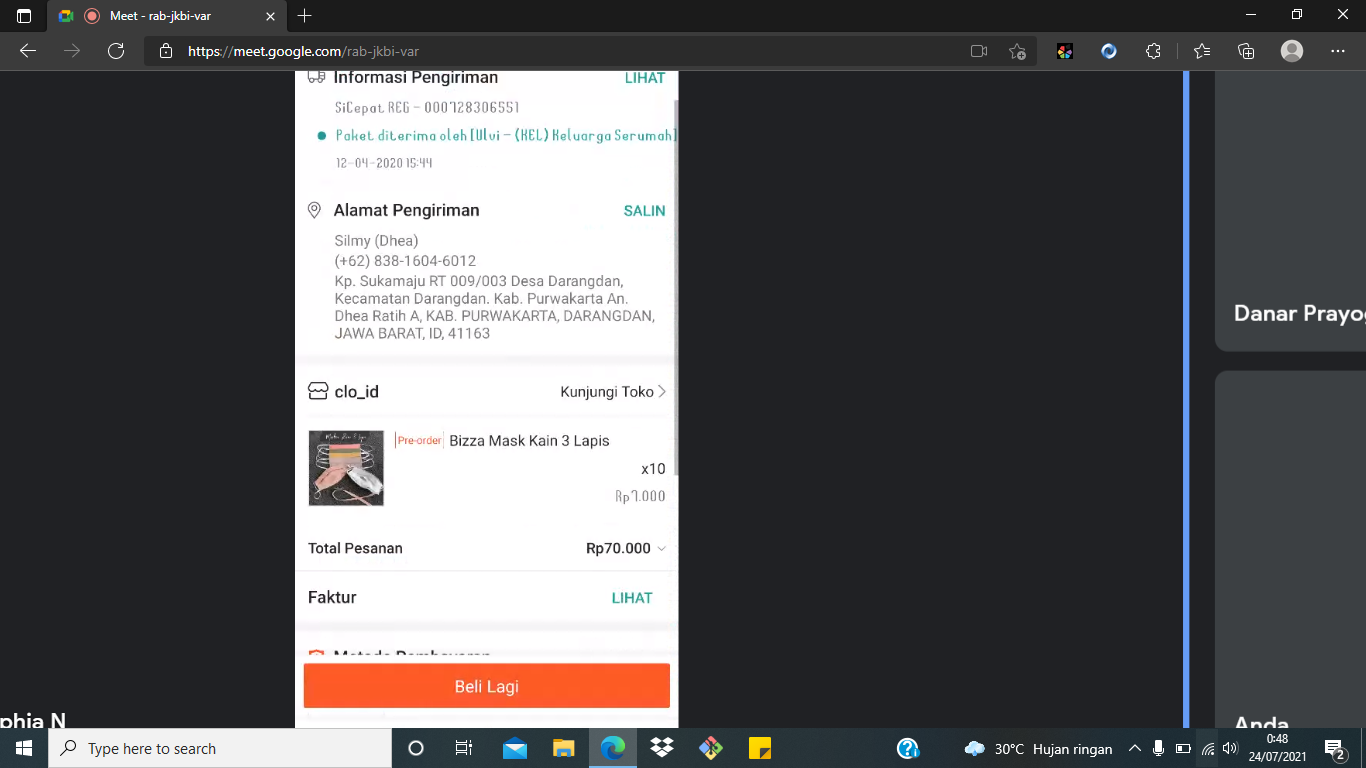 Meet - rab-jkbi-var
https://meet.google.com/rab-jkbi-var
Informasi Pengiriman LIHAT
SiCepat REG - 000728306551
Paket diterima oleh [Ulvi - (KEL) Keluarga Serumah]
12-04-2020 15:44
Alamat Pengiriman SALIN
Silmy (Dhea)
(+62) 838-1604-6012
Kp. Sukamaju RT 009/003 Desa Darangdan,
Kecamatan Darangdan. Kab. Purwakarta An.
Dhea Ratih A, KAB. PURWAKARTA, DARANGDAN,
JAWA BARAT, ID, 41163
clo_id Kunjungi Toko
Pre-order Bizza Mask Kain 3 Lapis
x10
Rp7.000
Total Pesanan Rp70.000
Faktur LIHAT
Metode Pembayaran
Beli Lagi
Danar Prayog
phia N
Anda
Type here to search
30°C Hujan ringan
0:48
24/07/2021
2